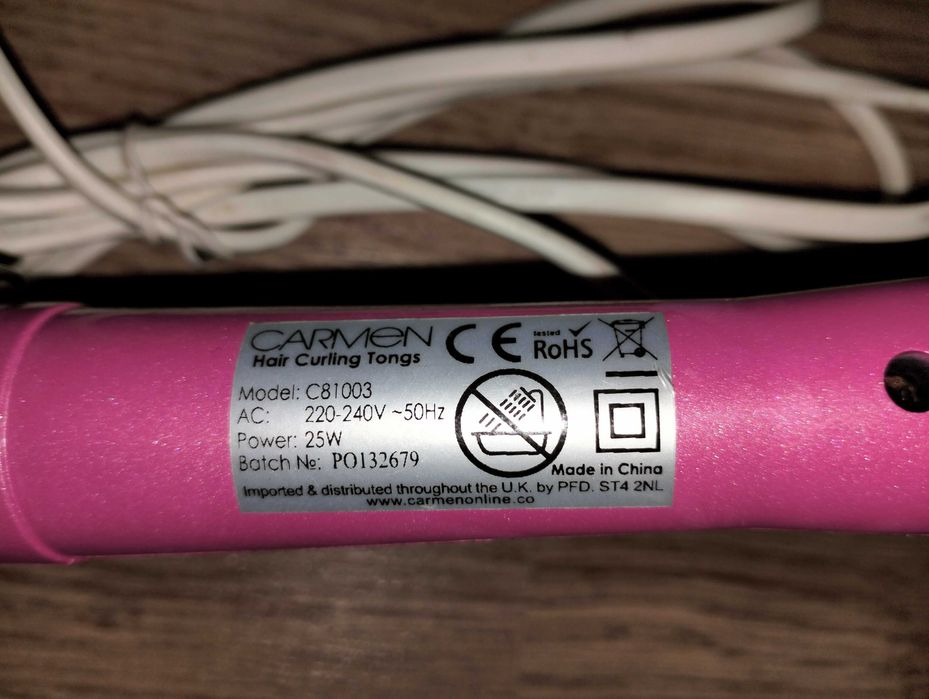 CARMEN
Hair Curling Tongs
CE
tested
RoHS
Model: C81003
AC: 220-240V ~50Hz
Power: 25W
Batch №: PO132679
Made in China
Imported & distributed throughout the U.K. by PFD. ST4 2NL
www.carmenonline.co